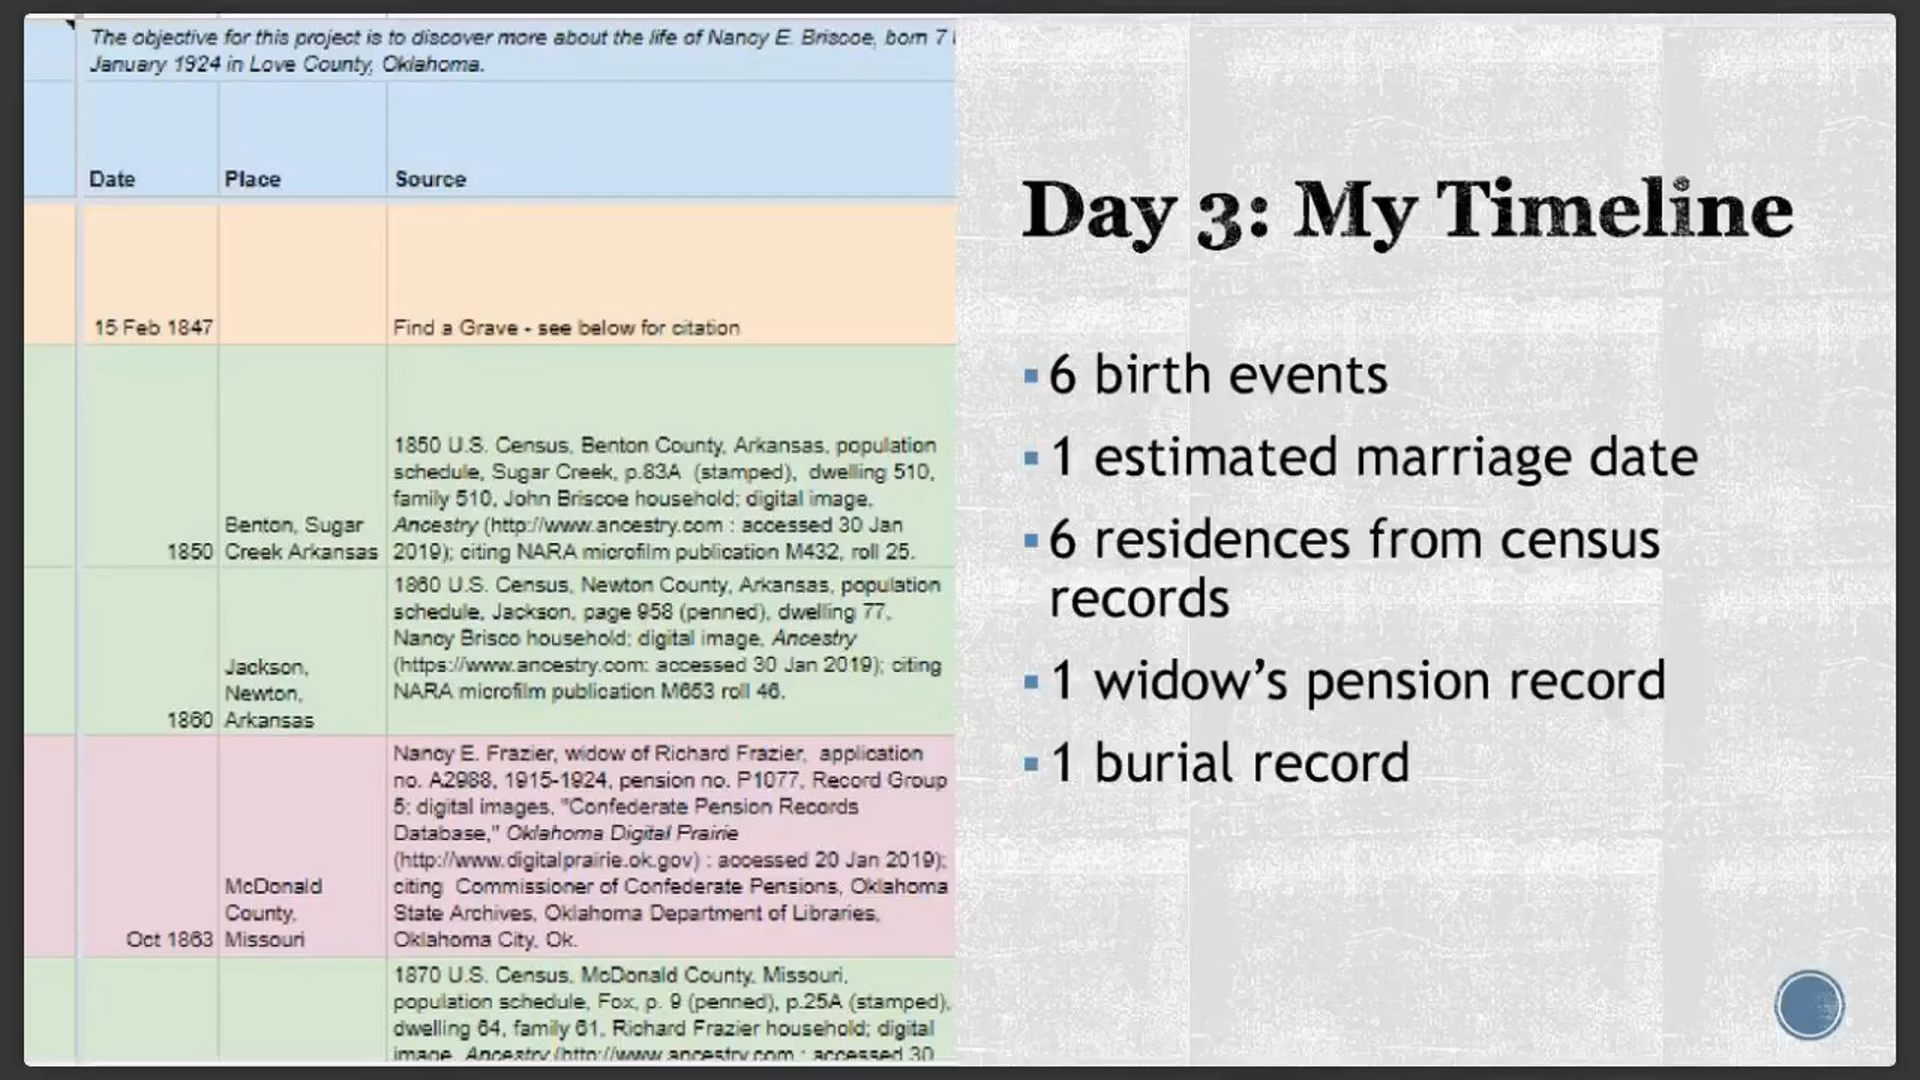 The objective for this project is to discover more about the life of Nancy E. Briscoe, born 7
January 1924 in Love County, Oklahoma.
Date Place Source
15 Feb 1847 Find a Grave - see below for citation
1850 U.S. Census, Benton County, Arkansas, population
schedule, Sugar Creek, p.83A (stamped), dwelling 510,
family 510, John Briscoe household; digital image,
Ancestry (http://www.ancestry.com : accessed 30 Jan
2019); citing NARA microfilm publication M432, roll 25.
Benton, Sugar
1850 Creek Arkansas
1860 U.S. Census, Newton County, Arkansas, population
schedule, Jackson, page 958 (penned), dwelling 77,
Nancy Brisco household; digital image, Ancestry
(https://www.ancestry.com: accessed 30 Jan 2019); citing
NARA microfilm publication M653 roll 46.
Jackson,
Newton,
1860 Arkansas
Nancy E. Frazier, widow of Richard Frazier, application
no. A2988, 1915-1924, pension no. P1077, Record Group
5; digital images, "Confederate Pension Records
Database," Oklahoma Digital Prairie
(http://www.digitalprairie.ok.gov) : accessed 20 Jan 2019);
citing Commissioner of Confederate Pensions, Oklahoma
State Archives, Oklahoma Department of Libraries,
Oklahoma City, Ok.
McDonald
County,
Oct 1863 Missouri
1870 U.S. Census, McDonald County, Missouri,
population schedule, Fox, p. 9 (penned), p.25A (stamped),
dwelling 64, family 61, Richard Frazier household; digital
image, Ancestry (http://www.ancestry.com : accessed 30
Day 3: My Timeline
6 birth events
1 estimated marriage date
6 residences from census
records
1 widow’s pension record
1 burial record